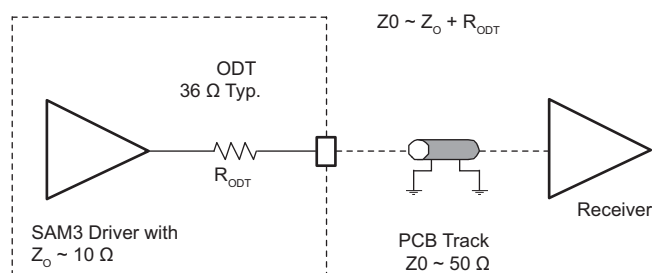 Z0 ~ Z_O + R_ODT
ODT
36 Ω Typ.
R_ODT
SAM3 Driver with
Z_O ~ 10 Ω
PCB Track
Z0 ~ 50 Ω
Receiver